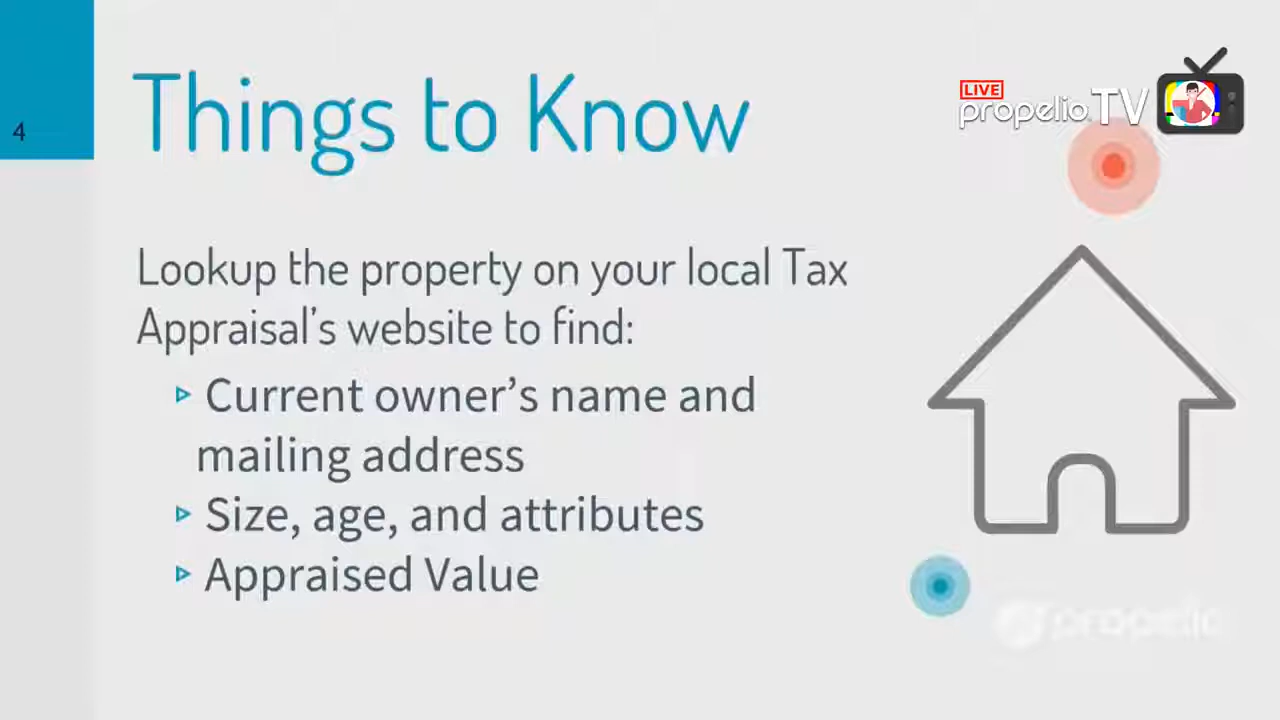 4
Things to Know
LIVE
propelio TV
Lookup the property on your local Tax
Appraisal's website to find:
Current owner's name and
mailing address
Size, age, and attributes
Appraised Value
propelio